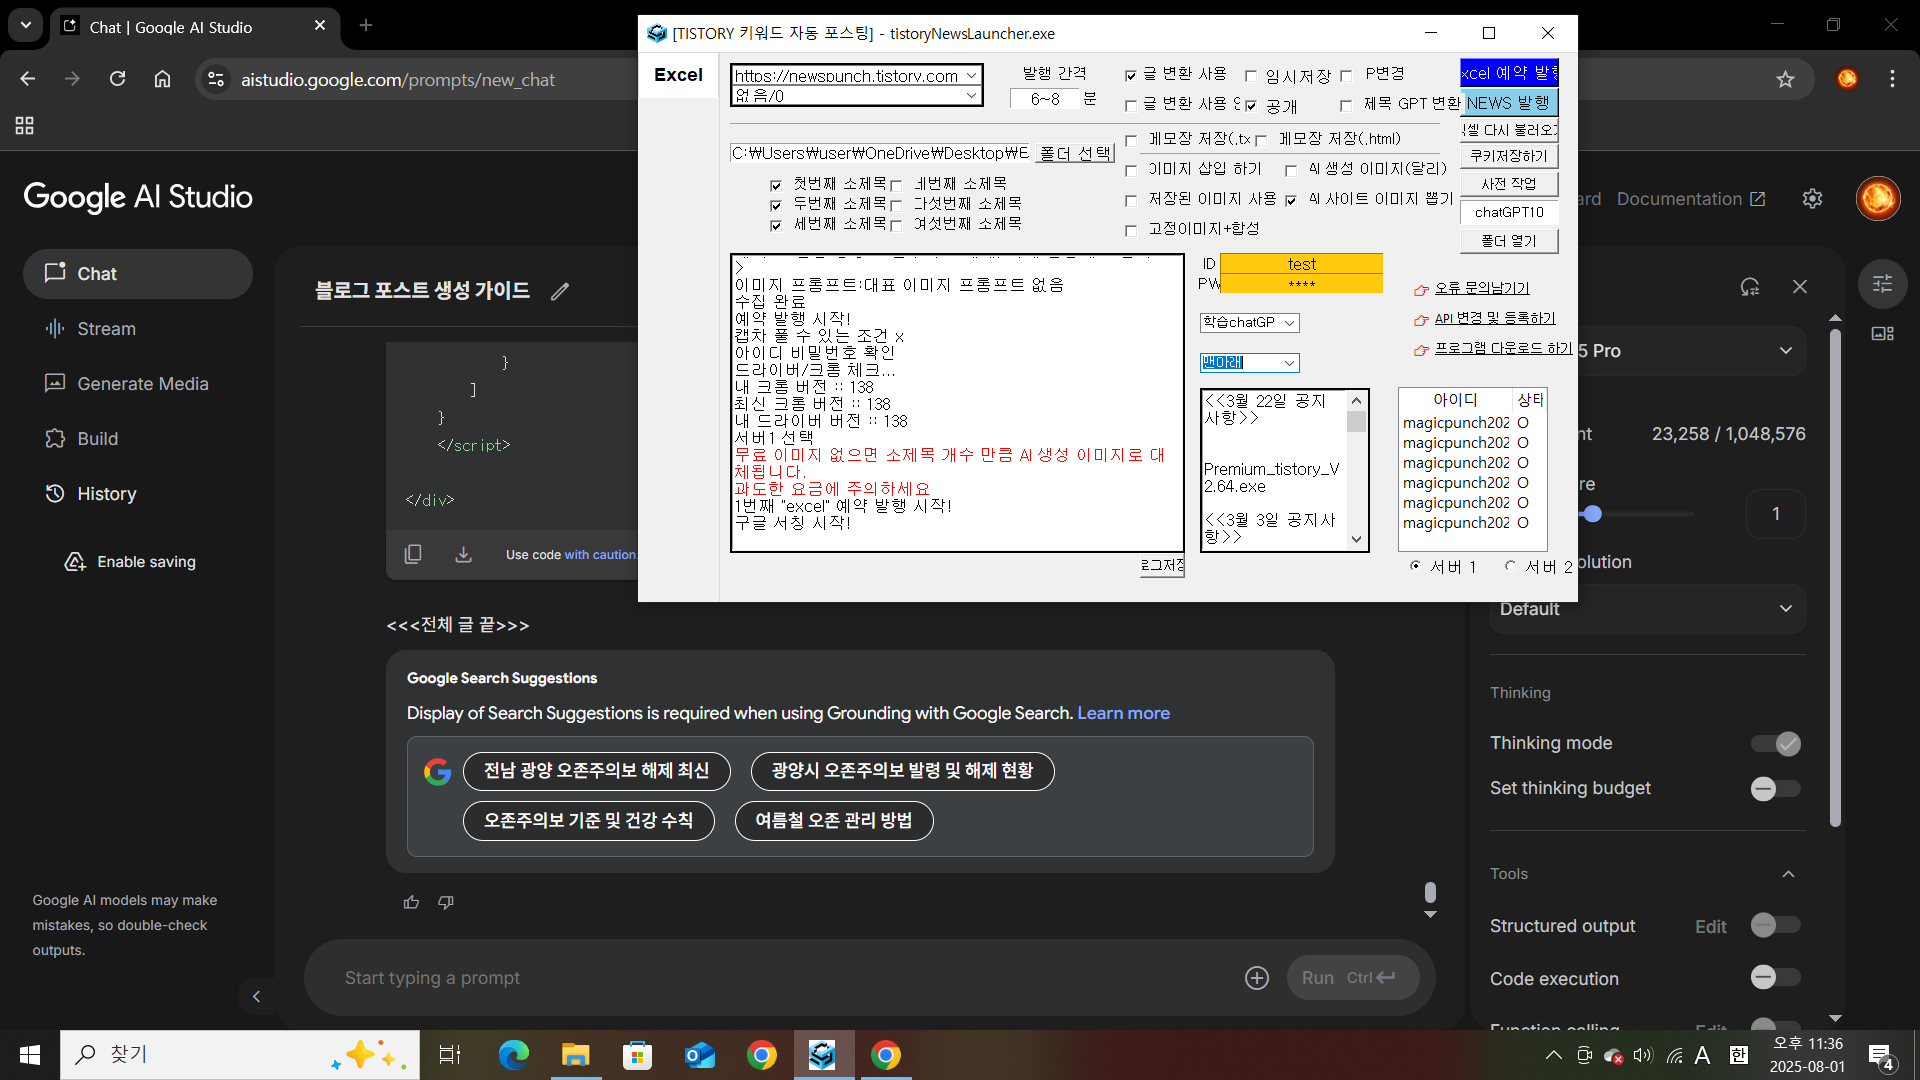 Chat | Google AI Studio
aistudio.google.com/prompts/new_chat
Google AI Studio
Documentation
Chat
Stream
Generate Media
Build
History
Enable saving
Google AI models may make
mistakes, so double-check
outputs.
블로그 포스트 생성 가이드
}
]
}
</script>
</div>
Use code with caution.
<<<전체 글 끝>>>
Google Search Suggestions
Display of Search Suggestions is required when using Grounding with Google Search. Learn more
전남 광양 오존주의보 해제 최신
광양시 오존주의보 발령 및 해제 현황
오존주의보 기준 및 건강 수칙
여름철 오존 관리 방법
Start typing a prompt
Run Ctrl
[TISTORY 키워드 자동 포스팅] - tistoryNewsLauncher.exe
Excel
https://newspunch.tistory.com
없음/0
발행 간격
6~8 분
글 변환 사용
임시저장
P변경
글 변환 사용
공개
제목 GPT 변환
메모장 저장(.tx
메모장 저장(.html)
C:₩Users₩user₩OneDrive₩Desktop₩E
폴더 선택
이미지 삽입 하기
AI 생성 이미지(달리)
저장된 이미지 사용
AI 사이트 이미지 뽑기
고정이미지+합성
첫번째 소제목
네번째 소제목
두번째 소제목
다섯번째 소제목
세번째 소제목
여섯번째 소제목
xcel 예약 발
NEWS 발행
셀 다시 불러오
쿠키저장하기
사전 작업
chatGPT10
폴더 열기
>
이미지 프롬프트:대표 이미지 프롬프트 없음
수집 완료
예약 발행 시작!
캡차 풀 수 있는 조건 x
아이디 비밀번호 확인
드라이버/크롬 체크...
내 크롬 버전 :: 138
최신 크롬 버전 :: 138
내 드라이버 버전 :: 138
서버1 선택
무료 이미지 없으면 소제목 개수 만큼 AI 생성 이미지로 대
체됩니다.
과도한 요금에 주의하세요
1번째 "excel" 예약 발행 시작!
구글 서칭 시작!
로그저장
ID test
PW ****
학습chatGP
맨아래
오류 문의남기기
API 변경 및 등록하기
프로그램 다운로드 하기
<<3월 22일 공지
사항>>
Premium_tistory_V
2.64.exe
<<3월 3일 공지사
항>>
아이디 상태
magicpunch202 O
magicpunch202 O
magicpunch202 O
magicpunch202 O
magicpunch202 O
magicpunch202 O
서버 1
서버 2
5 Pro
23,258 / 1,048,576
1
Default
Thinking
Thinking mode
Set thinking budget
Tools
Structured output
Edit
Code execution
Function calling
Edit
찾기
A 한
오후 11:36
2025-08-01
4